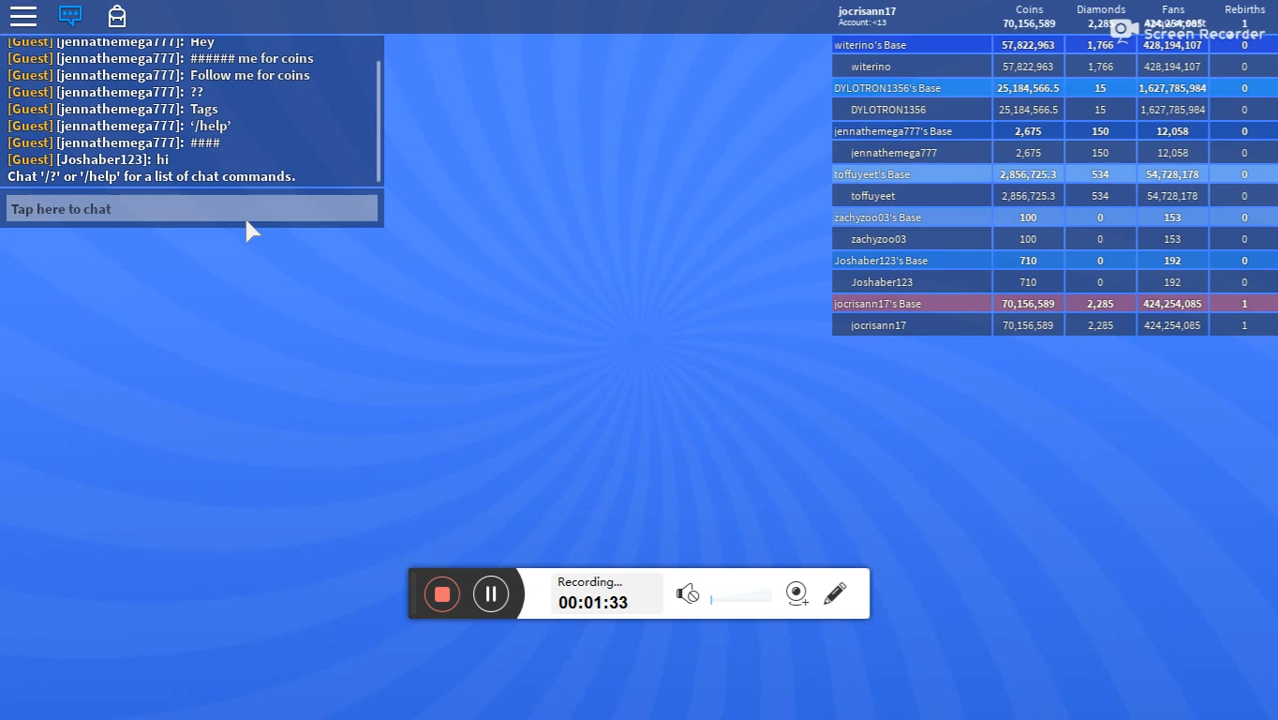 jocrisann17
Account: <13
Coins Diamonds Fans Rebirths
70,156,589 424,254,085 1
Screen Recorder
[Guest] [jennathemega777]: Hey
[Guest] [jennathemega777]: ###### me for coins
[Guest] [jennathemega777]: Follow me for coins
[Guest] [jennathemega777]: ??
[Guest] [jennathemega777]: Tags
[Guest] [jennathemega777]: ‘/help’
[Guest] [jennathemega777]: ####
[Guest] [Joshaber123]: hi
Chat '/?' or '/help' for a list of chat commands.
Tap here to chat
witerino's Base 57,822,963 1,766 428,194,107 0
witerino 57,822,963 1,766 428,194,107 0
DYLOTRON1356's Base 25,184,566.5 15 1,627,785,984 0
DYLOTRON1356 25,184,566.5 15 1,627,785,984 0
jennathemega777's Base 2,675 150 12,058 0
jennathemega777 2,675 150 12,058 0
toffuyeet's Base 2,856,725.3 534 54,728,178 0
toffuyeet 2,856,725.3 534 54,728,178 0
zachyzoo03's Base 100 0 153 0
zachyzoo03 100 0 153 0
Joshaber123's Base 710 0 192 0
Joshaber123 710 0 192 0
jocrisann17's Base 70,156,589 2,285 424,254,085 1
jocrisann17 70,156,589 2,285 424,254,085 1
Recording...
00:01:33